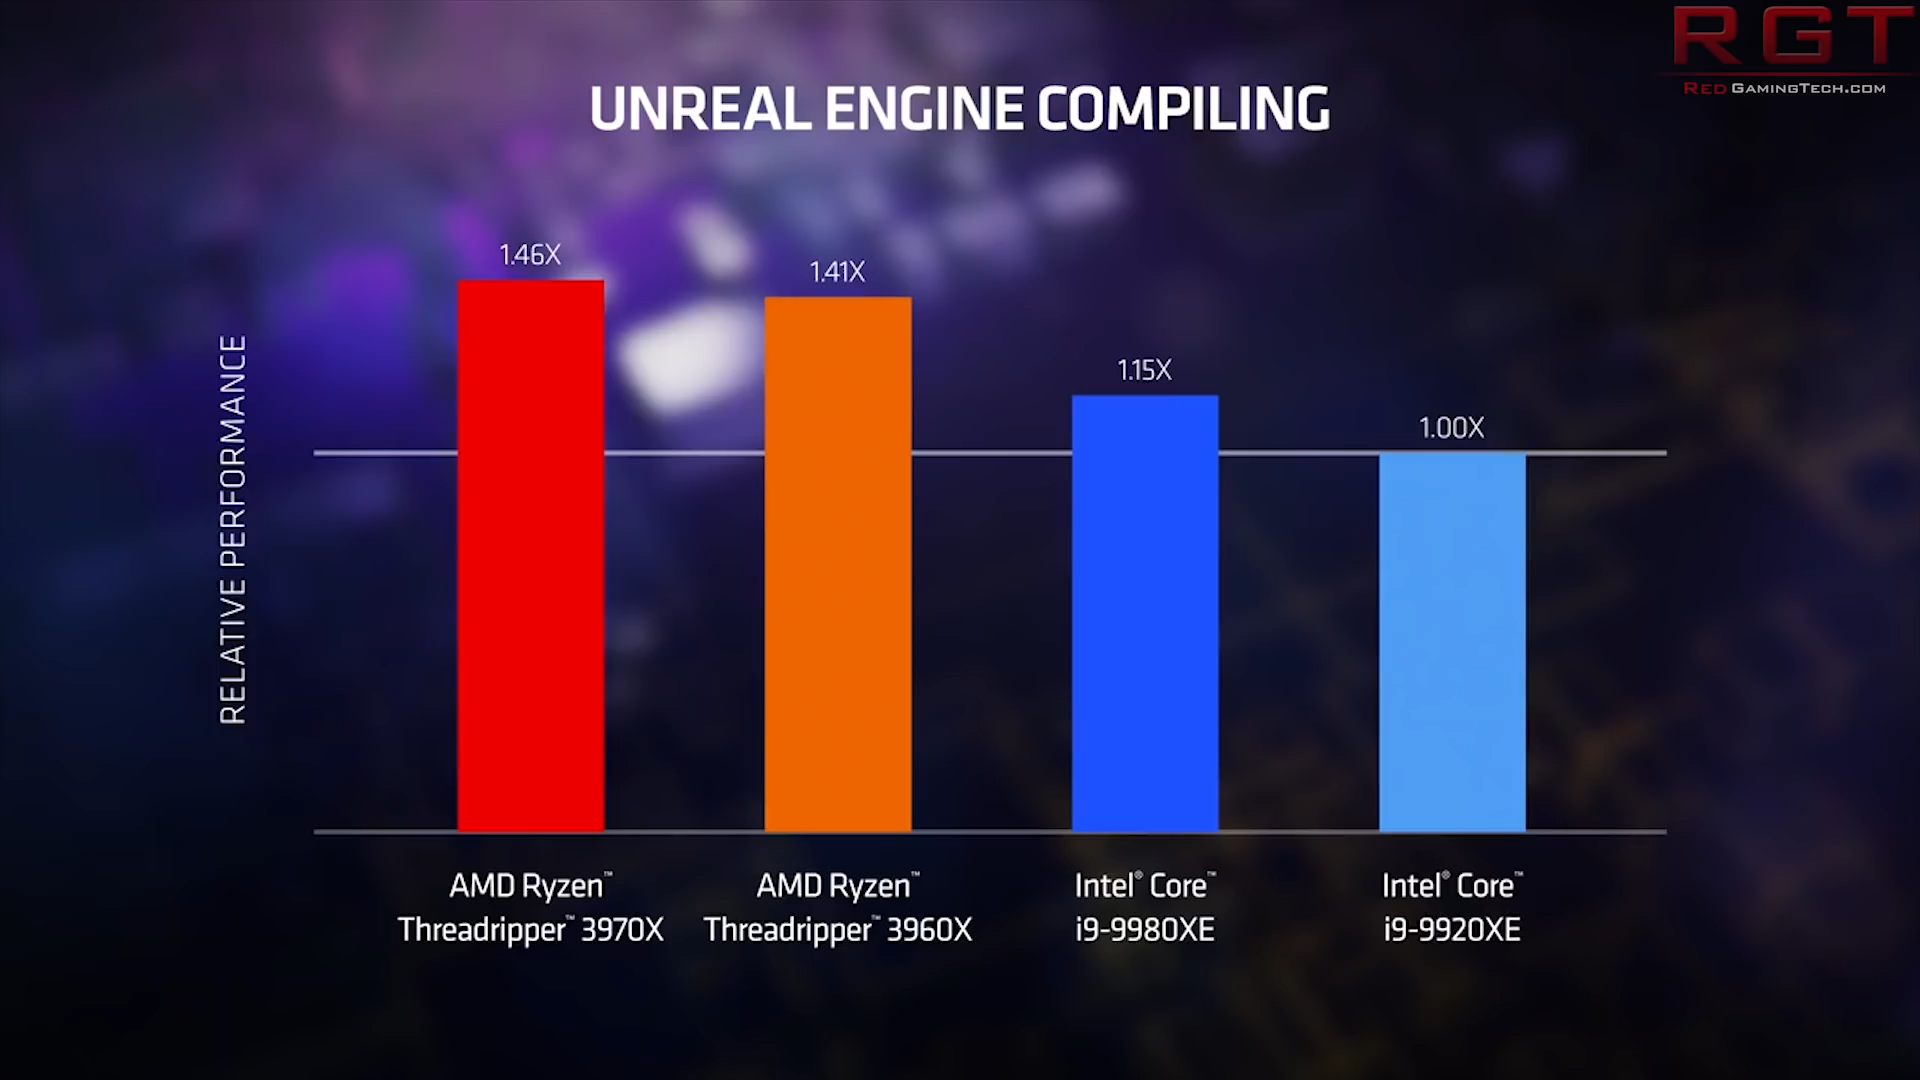 RGT
RED GAMINGTECH.COM
UNREAL ENGINE COMPILING
1.46X
1.41X
1.15X
1.00X
RELATIVE PERFORMANCE
AMD Ryzen™
Threadripper™ 3970X
AMD Ryzen™
Threadripper™ 3960X
Intel® Core™
i9-9980XE
Intel® Core™
i9-9920XE